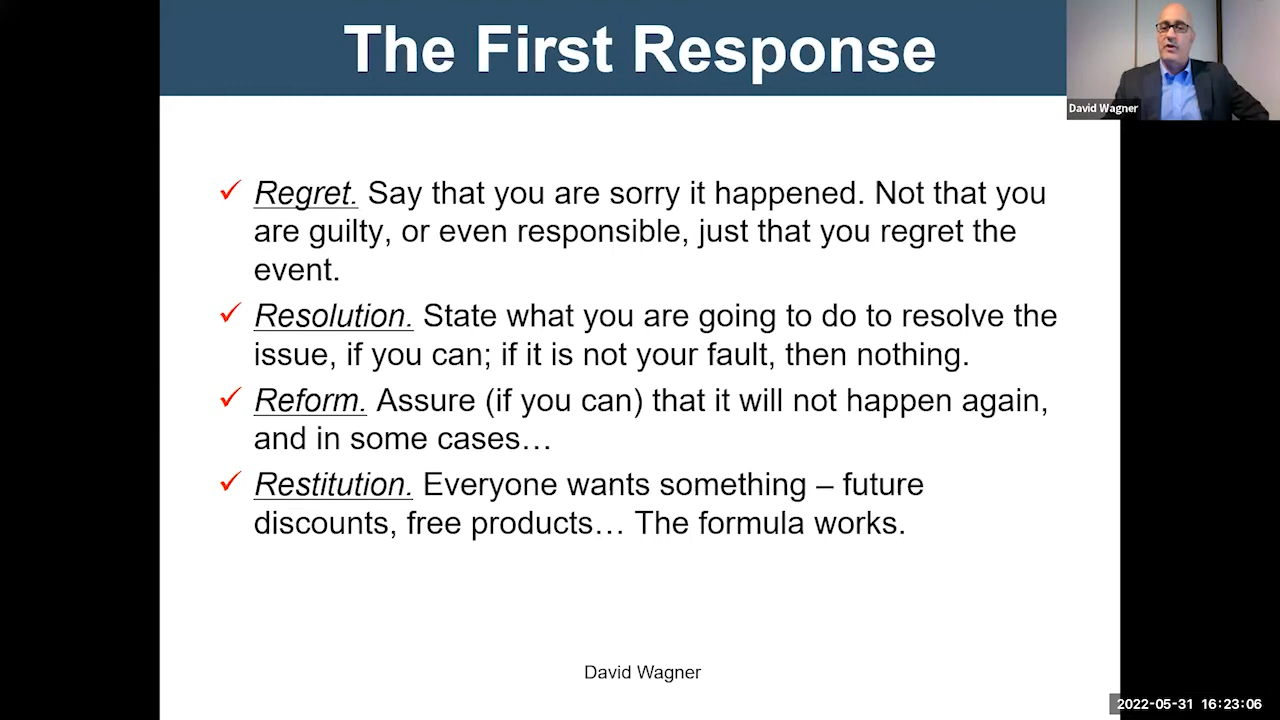 The First Response
David Wagner
Regret. Say that you are sorry it happened. Not that you
are guilty, or even responsible, just that you regret the
event.
Resolution. State what you are going to do to resolve the
issue, if you can; if it is not your fault, then nothing.
Reform. Assure (if you can) that it will not happen again,
and in some cases…
Restitution. Everyone wants something – future
discounts, free products… The formula works.
David Wagner
2022-05-31 16:23:06